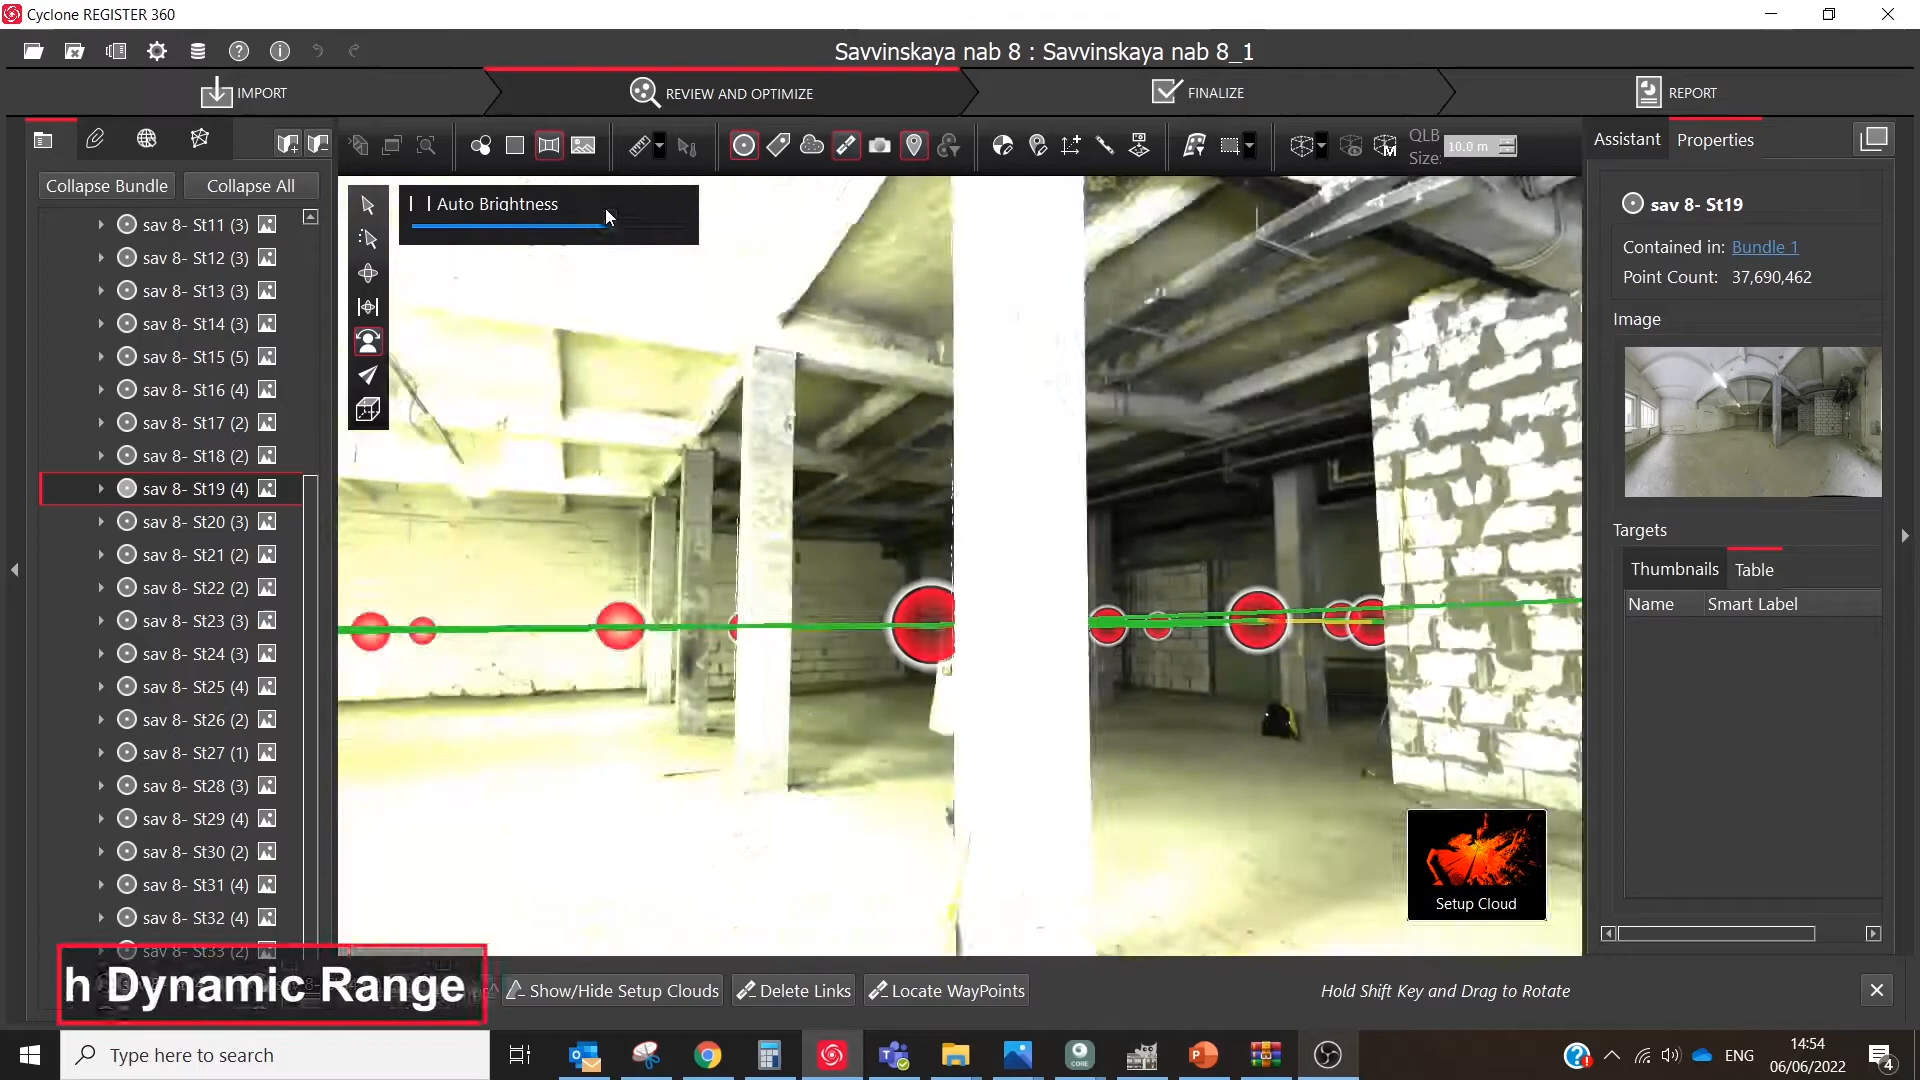 Cyclone REGISTER 360
Savvinskaya nab 8 : Savvinskaya nab 8_1
IMPORT
REVIEW AND OPTIMIZE
FINALIZE
REPORT
QLB
Size:
10.0 m
Assistant
Properties
Collapse Bundle
Collapse All
Auto Brightness
sav 8- St11 (3)
sav 8- St12 (3)
sav 8- St13 (3)
sav 8- St14 (3)
sav 8- St15 (5)
sav 8- St16 (4)
sav 8- St17 (2)
sav 8- St18 (2)
sav 8- St19 (4)
sav 8- St20 (3)
sav 8- St21 (2)
sav 8- St22 (2)
sav 8- St23 (3)
sav 8- St24 (3)
sav 8- St25 (4)
sav 8- St26 (2)
sav 8- St27 (1)
sav 8- St28 (3)
sav 8- St29 (4)
sav 8- St30 (2)
sav 8- St31 (4)
sav 8- St32 (4)
sav 8- St33 (2)
sav 8- St19
Contained in: Bundle 1
Point Count: 37,690,462
Image
Targets
Thumbnails
Table
Name
Smart Label
Setup Cloud
h Dynamic Range
Show/Hide Setup Clouds
Delete Links
Locate WayPoints
Hold Shift Key and Drag to Rotate
Type here to search
CORE
ENG
14:54
06/06/2022
4